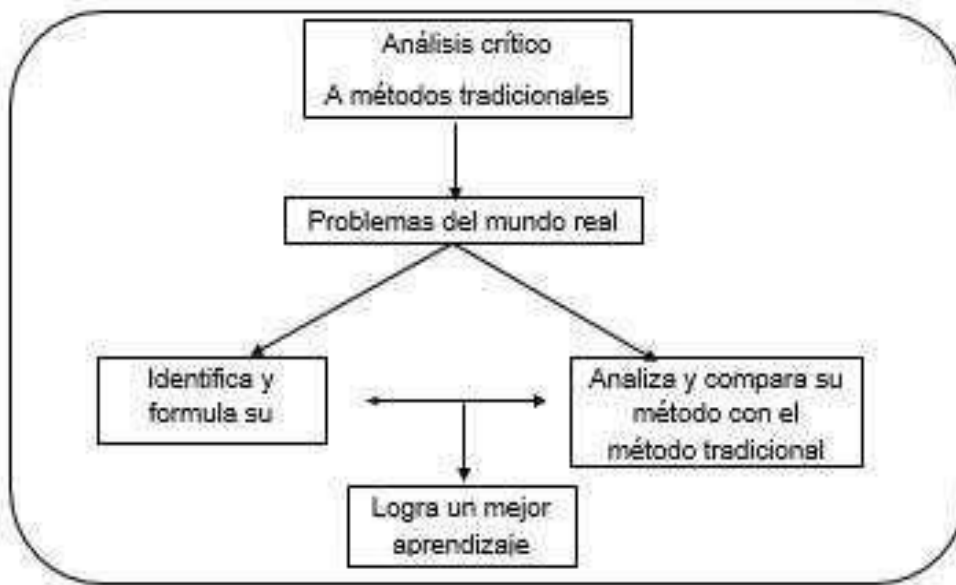 Análisis crítico
A métodos tradicionales
Problemas del mundo real
Identifica y
formula su
Analiza y compara su
método con el
método tradicional
Logra un mejor
aprendizaje